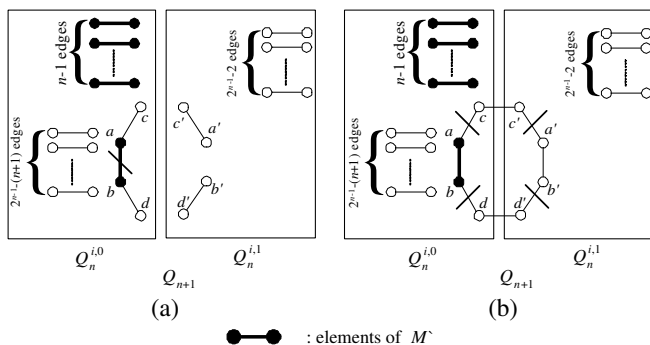 n-1 edges
2^{n-1}-(n+1) edges
a
b
c
d
c'
a'
b'
d'
2^{n-1}-2 edges
Q_n^{i,0}
Q_n^{i,1}
Q_{n+1}
(a)
n-1 edges
2^{n-1}-(n+1) edges
a
b
c
d
c'
a'
b'
d'
2^{n-1}-2 edges
Q_n^{i,0}
Q_n^{i,1}
Q_{n+1}
(b)
: elements of M`